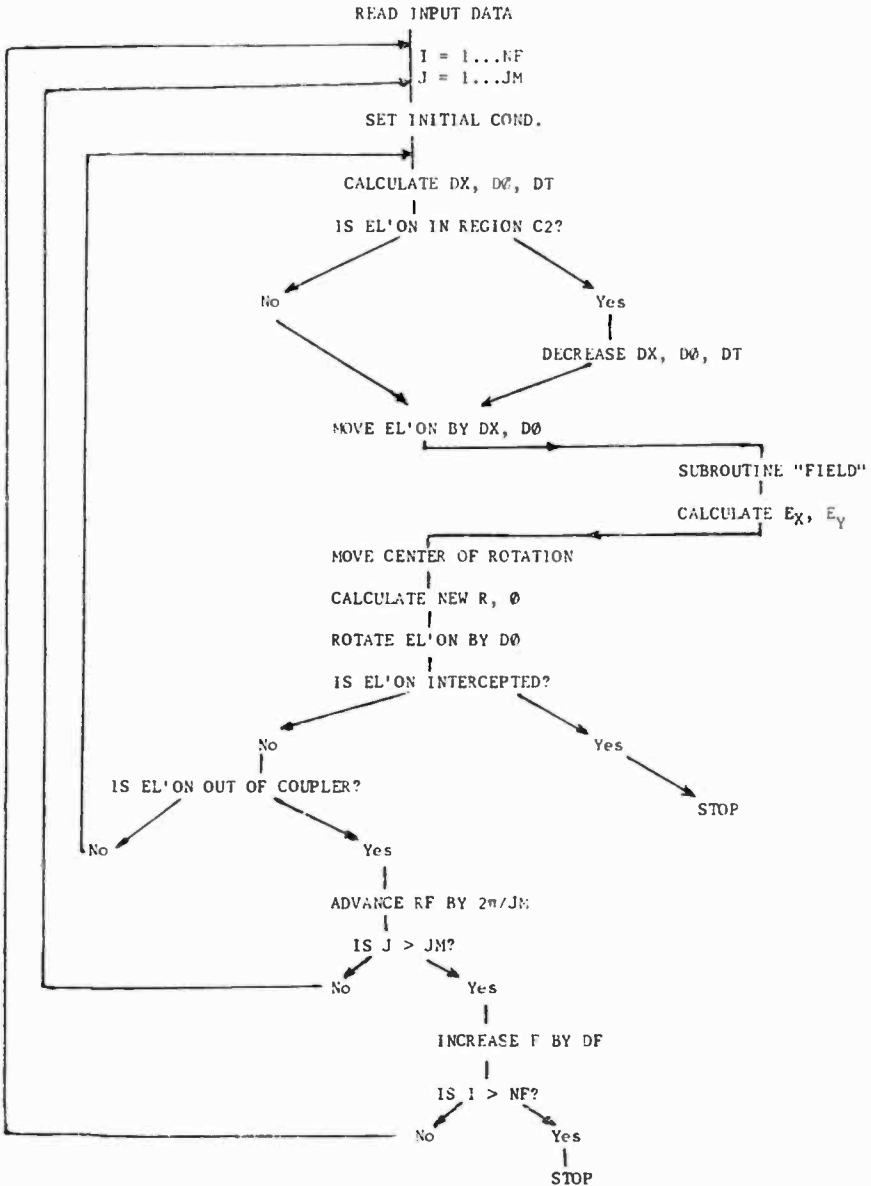 READ INPUT DATA
I = 1...NF
J = 1...JM
SET INITIAL COND.
CALCULATE DX, DØ, DT
IS EL'ON IN REGION C2?
No Yes
DECREASE DX, DØ, DT
MOVE EL'ON BY DX, DØ
SUBROUTINE "FIELD"
CALCULATE EX, EY
MOVE CENTER OF ROTATION
CALCULATE NEW R, Ø
ROTATE EL'ON BY DØ
IS EL'ON INTERCEPTED?
No Yes
IS EL'ON OUT OF COUPLER?
STOP
No Yes
ADVANCE RF BY 2π/JM
IS J > JM?
No Yes
INCREASE F BY DF
IS I > NF?
No Yes
STOP